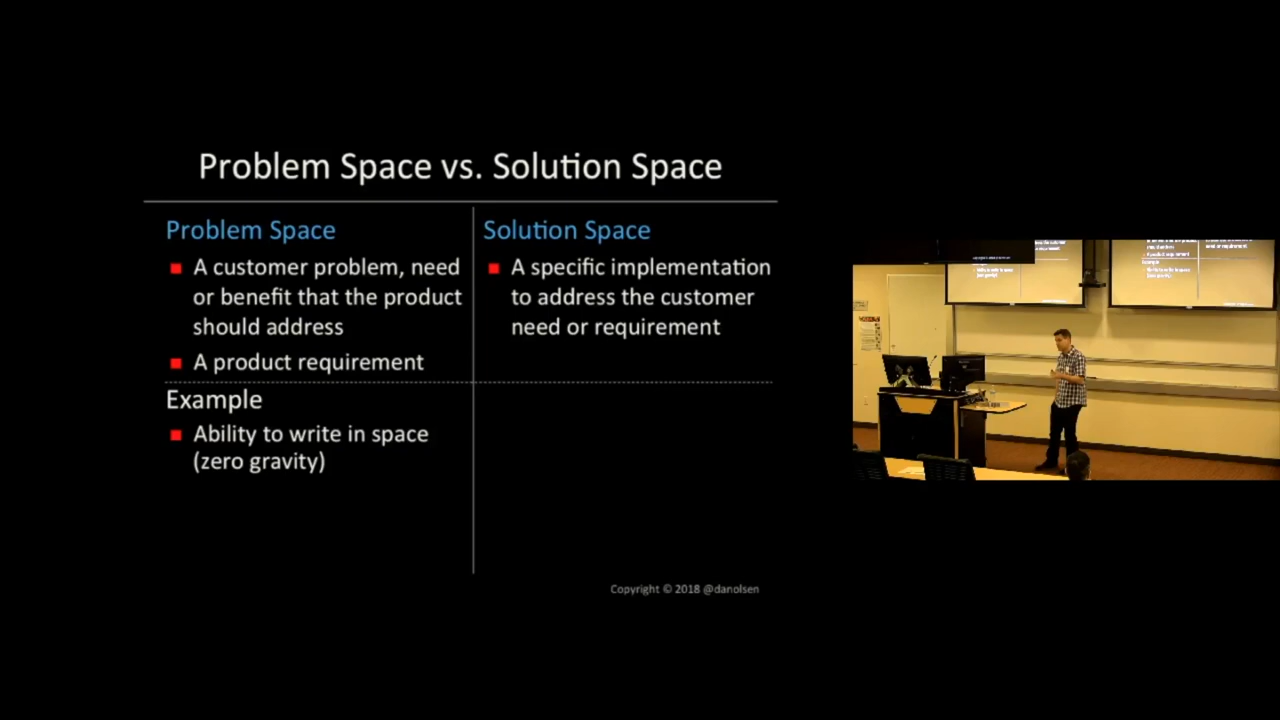 Problem Space vs. Solution Space
Problem Space
A customer problem, need
or benefit that the product
should address
A product requirement
Example
Ability to write in space
(zero gravity)
Solution Space
A specific implementation
to address the customer
need or requirement
Copyright © 2018 @danolsen